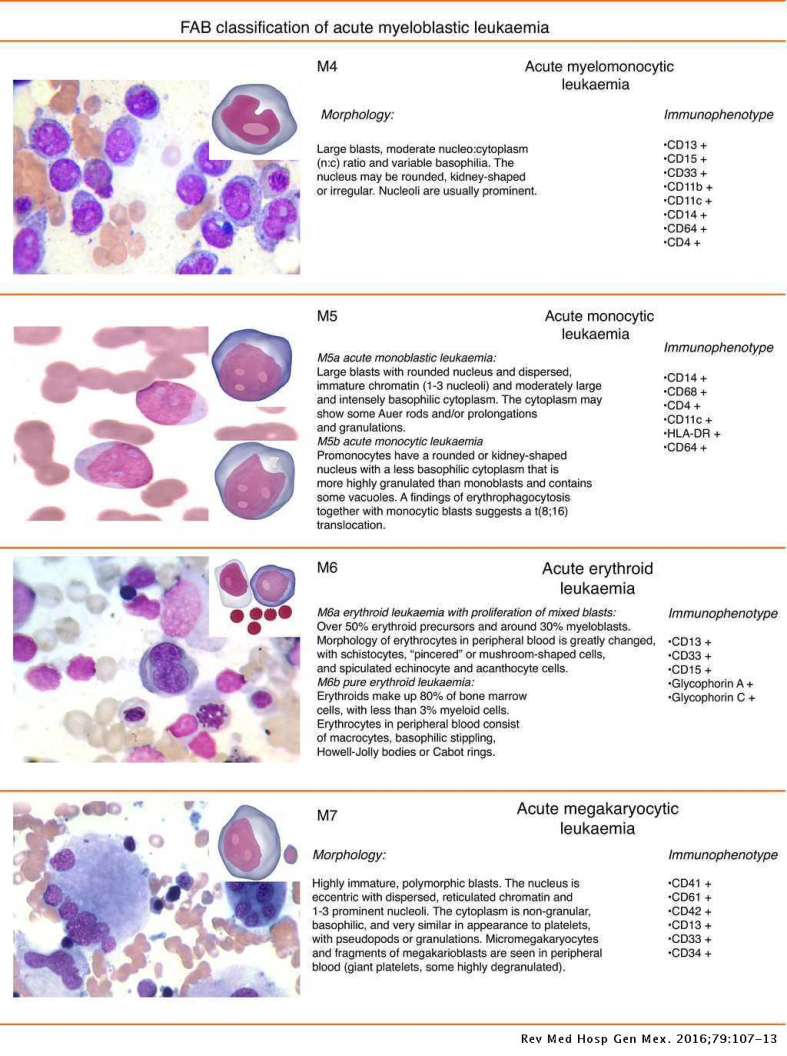 FAB classification of acute myeloblastic leukaemia
M4
Acute myelomonocytic
leukaemia
Morphology:
Immunophenotype
Large blasts, moderate nucleo:cytoplasm
(n:c) ratio and variable basophilia. The
nucleus may be rounded, kidney-shaped
or irregular. Nucleoli are usually prominent.
•CD13 +
•CD15 +
•CD33 +
•CD11b +
•CD11c +
•CD14 +
•CD64 +
•CD4 +
M5
Acute monocytic
leukaemia
Immunophenotype
M5a acute monoblastic leukaemia:
Large blasts with rounded nucleus and dispersed,
immature chromatin (1-3 nucleoli) and moderately large
and intensely basophilic cytoplasm. The cytoplasm may
show some Auer rods and/or prolongations
and granulations.
M5b acute monocytic leukaemia
Promonocytes have a rounded or kidney-shaped
nucleus with a less basophilic cytoplasm that is
more highly granulated than monoblasts and contains
some vacuoles. A findings of erythrophagocytosis
together with monocytic blasts suggests a t(8;16)
translocation.
•CD14 +
•CD68 +
•CD4 +
•CD11c +
•HLA-DR +
•CD64 +
M6
Acute erythroid
leukaemia
M6a erythroid leukaemia with proliferation of mixed blasts:
Over 50% erythroid precursors and around 30% myeloblasts.
Morphology of erythrocytes in peripheral blood is greatly changed,
with schistocytes, “pincered” or mushroom-shaped cells,
and spiculated echinocyte and acanthocyte cells.
M6b pure erythroid leukaemia:
Erythroids make up 80% of bone marrow
cells, with less than 3% myeloid cells.
Erythrocytes in peripheral blood consist
of macrocytes, basophilic stippling,
Howell-Jolly bodies or Cabot rings.
Immunophenotype
•CD13 +
•CD33 +
•CD15 +
•Glycophorin A +
•Glycophorin C +
M7
Acute megakaryocytic
leukaemia
Morphology:
Immunophenotype
Highly immature, polymorphic blasts. The nucleus is
eccentric with dispersed, reticulated chromatin and
1-3 prominent nucleoli. The cytoplasm is non-granular,
basophilic, and very similar in appearance to platelets,
with pseudopods or granulations. Micromegakaryocytes
and fragments of megakarioblasts are seen in peripheral
blood (giant platelets, some highly degranulated).
•CD41 +
•CD61 +
•CD42 +
•CD13 +
•CD33 +
•CD34 +
Rev Med Hosp Gen Mex. 2016;79:107-13